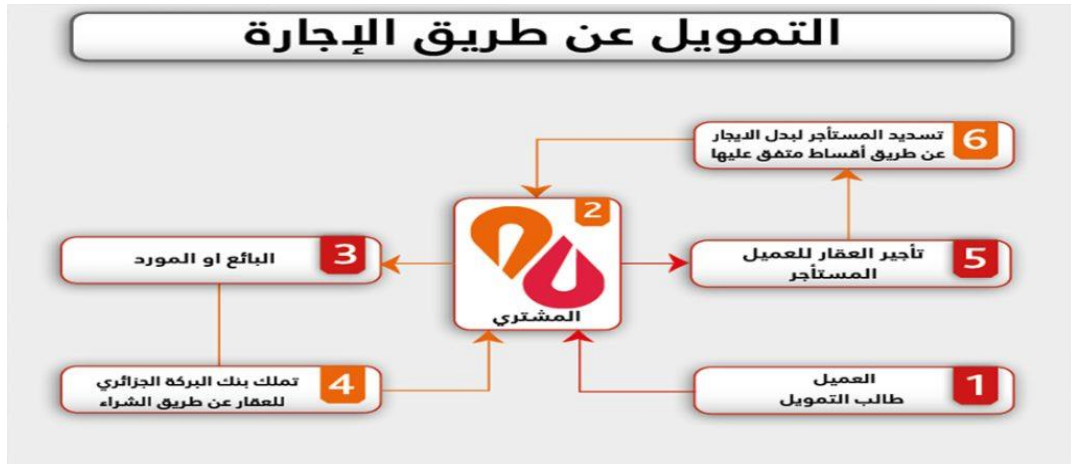 التمويل عن طريق الإجارة
6
تسديد المستأجر لبدل الايجار
عن طريق أقساط متفق عليها
2
المشتري
3
البائع او المورد
5
تأجير العقار للعميل
المستأجر
4
تملك بنك البركة الجزائري
للعقار عن طريق الشراء
1
العميل
طالب التمويل